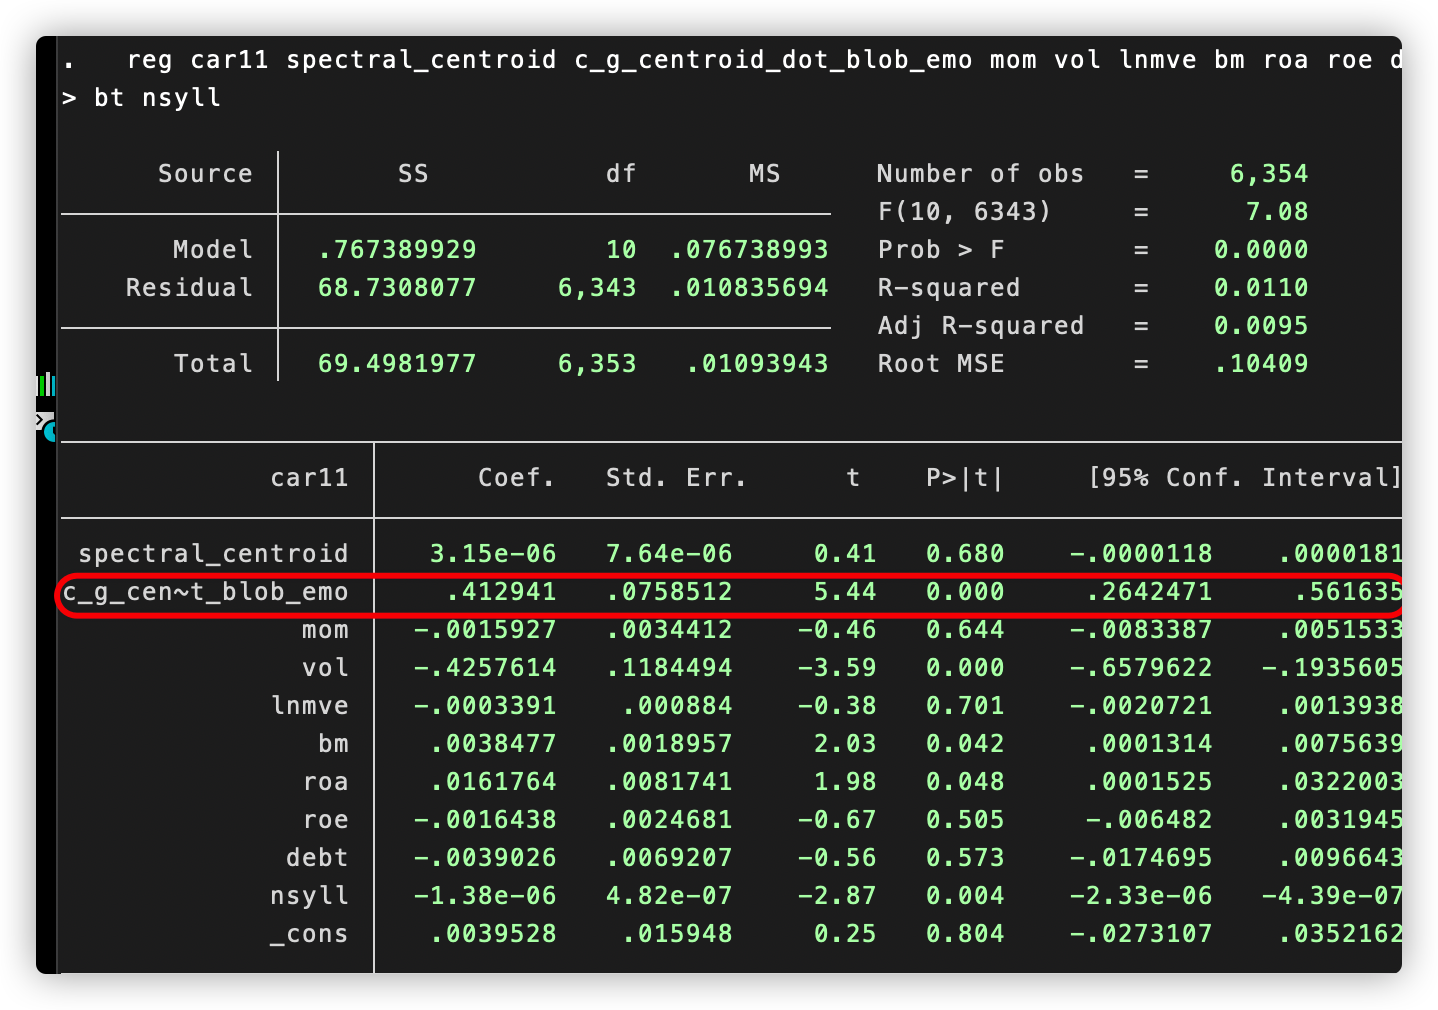 . reg car11 spectral_centroid c_g_centroid_dot_blob_emo mom vol lnmve bm roa roe d
> bt nsyll
Source SS df MS Number of obs = 6,354
F(10, 6343) = 7.08
Model .767389929 10 .076738993 Prob > F = 0.0000
Residual 68.7308077 6,343 .010835694 R-squared = 0.0110
Adj R-squared = 0.0095
Total 69.4981977 6,353 .01093943 Root MSE = .10409
car11 Coef. Std. Err. t P>|t| [95% Conf. Interval]
spectral_centroid 3.15e-06 7.64e-06 0.41 0.680 -.0000118 .0000181
c_g_cen~t_blob_emo .412941 .0758512 5.44 0.000 .2642471 .561635
mom -.0015927 .0034412 -0.46 0.644 -.0083387 .0051533
vol -.4257614 .1184494 -3.59 0.000 -.6579622 -.1935605
lnmve -.0003391 .000884 -0.38 0.701 -.0020721 .0013938
bm .0038477 .0018957 2.03 0.042 .0001314 .0075639
roa .0161764 .0081741 1.98 0.048 .0001525 .0322003
roe -.0016438 .0024681 -0.67 0.505 -.006482 .0031945
debt -.0039026 .0069207 -0.56 0.573 -.0174695 .0096643
nsyll -1.38e-06 4.82e-07 -2.87 0.004 -2.33e-06 -4.39e-07
_cons .0039528 .015948 0.25 0.804 -.0273107 .0352162